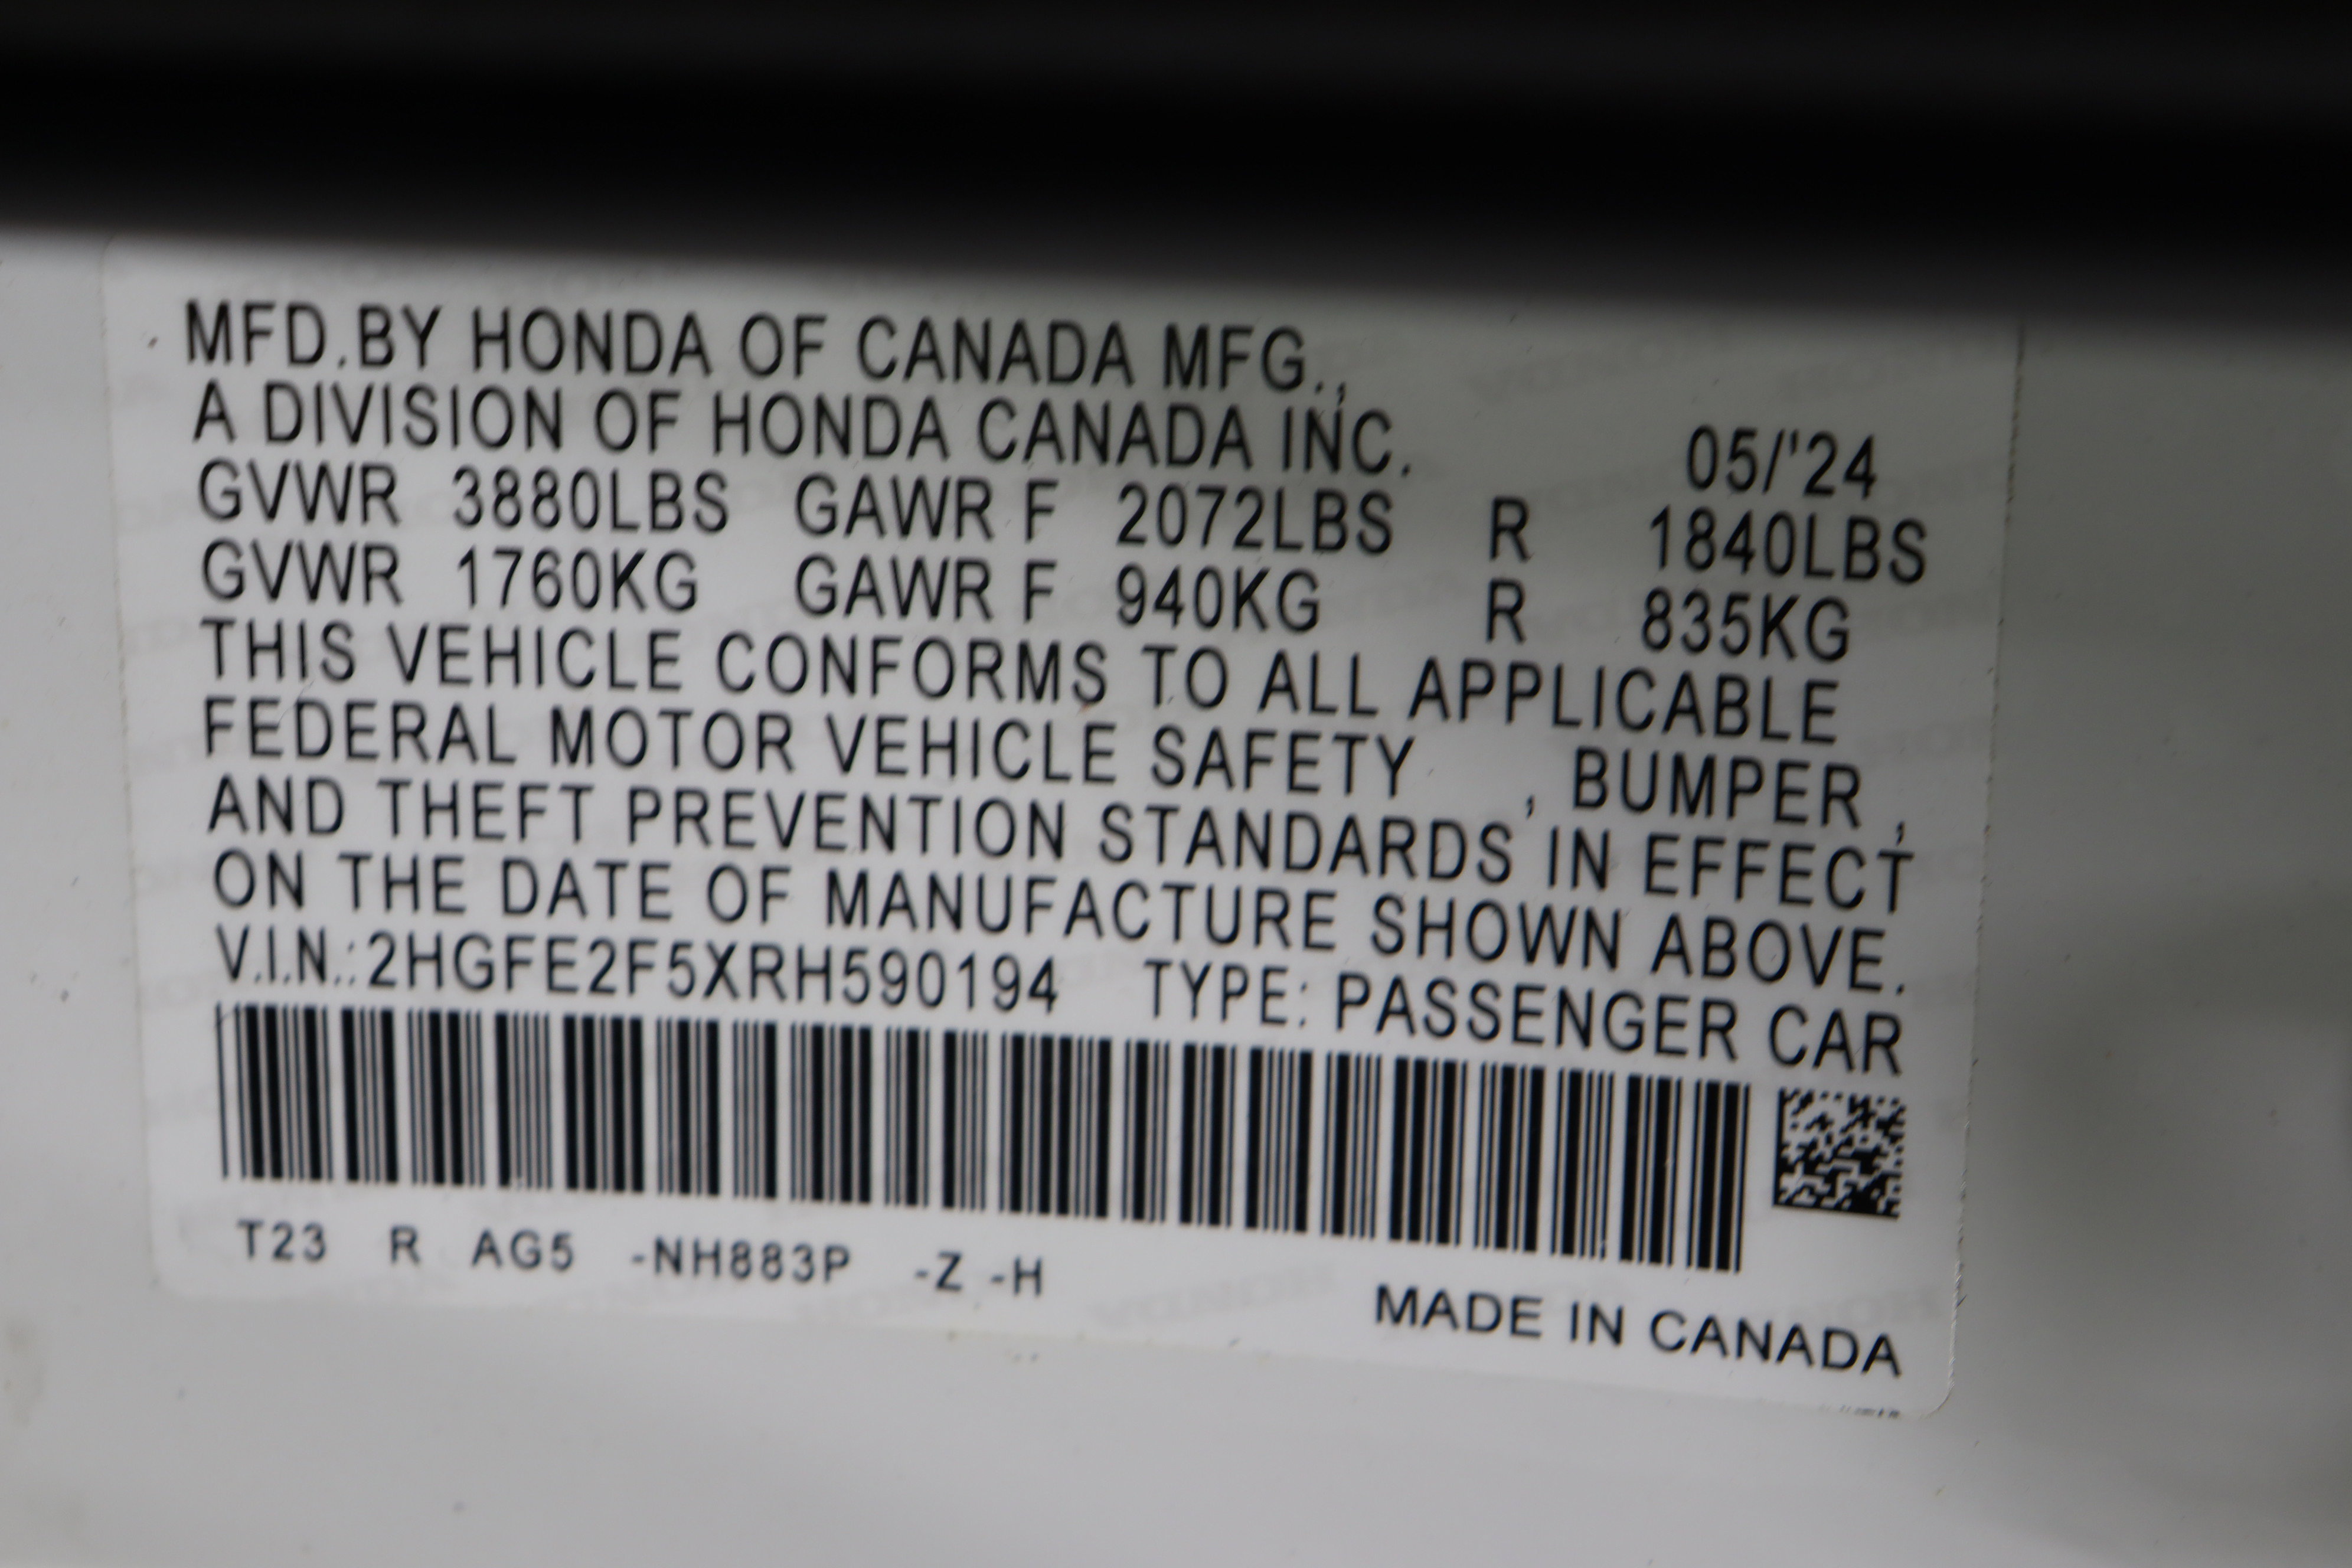 MFD.BY HONDA OF CANADA MFG.,
A DIVISION OF HONDA CANADA INC. 05/'24
GVWR 3880LBS GAWR F 2072LBS R 1840LBS
GVWR 1760KG GAWR F 940KG R 835KG
THIS VEHICLE CONFORMS TO ALL APPLICABLE
FEDERAL MOTOR VEHICLE SAFETY , BUMPER ,
AND THEFT PREVENTION STANDARDS IN EFFECT
ON THE DATE OF MANUFACTURE SHOWN ABOVE.
V.I.N.:2HGFE2F5XRH590194 TYPE: PASSENGER CAR
T23 R AG5 -NH883P -Z -H
MADE IN CANADA